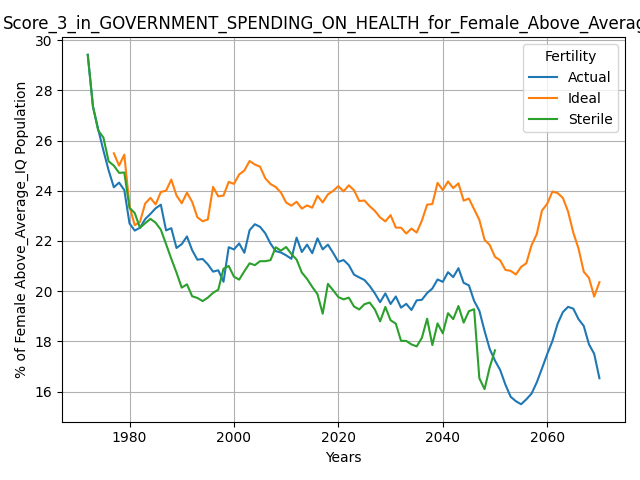 Score_3_in_GOVERNMENT_SPENDING_ON_HEALTH_for_Female_Above_Averag
30
28
26
24
22
20
18
16
% of Female Above_Average_IQ Population
Fertility
Actual
Ideal
Sterile
1980
2000
2020
2040
2060
Years